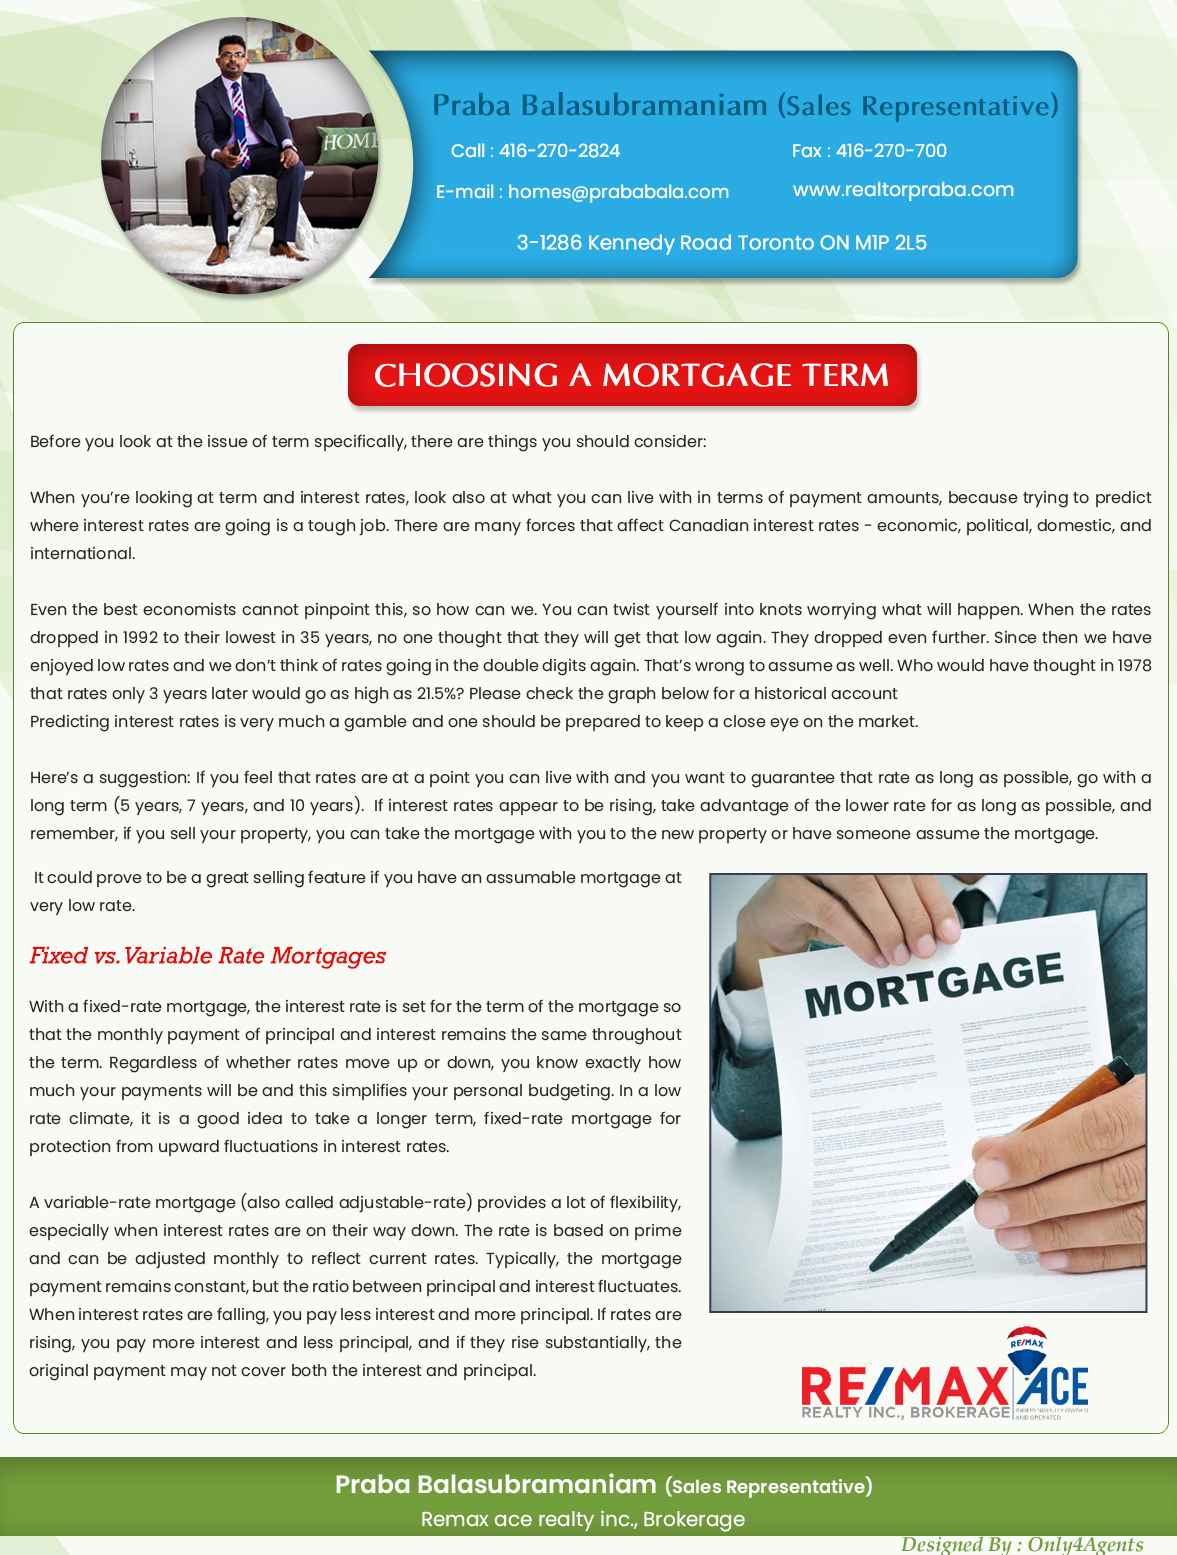 HOME
Praba Balasubramaniam (Sales Representative)
Call : 416-270-2824
Fax : 416-270-700
E-mail : homes@prababala.com
www.realtorpraba.com
3-1286 Kennedy Road Toronto ON M1P 2L5
CHOOSING A MORTGAGE TERM
Before you look at the issue of term specifically, there are things you should consider:
When you’re looking at term and interest rates, look also at what you can live with in terms of payment amounts, because trying to predict
where interest rates are going is a tough job. There are many forces that affect Canadian interest rates - economic, political, domestic, and
international.
Even the best economists cannot pinpoint this, so how can we. You can twist yourself into knots worrying what will happen. When the rates
dropped in 1992 to their lowest in 35 years, no one thought that they will get that low again. They dropped even further. Since then we have
enjoyed low rates and we don’t think of rates going in the double digits again. That’s wrong to assume as well. Who would have thought in 1978
that rates only 3 years later would go as high as 21.5%? Please check the graph below for a historical account
Predicting interest rates is very much a gamble and one should be prepared to keep a close eye on the market.
Here’s a suggestion: If you feel that rates are at a point you can live with and you want to guarantee that rate as long as possible, go with a
long term (5 years, 7 years, and 10 years). If interest rates appear to be rising, take advantage of the lower rate for as long as possible, and
remember, if you sell your property, you can take the mortgage with you to the new property or have someone assume the mortgage.
It could prove to be a great selling feature if you have an assumable mortgage at
very low rate.
Fixed vs. Variable Rate Mortgages
With a fixed-rate mortgage, the interest rate is set for the term of the mortgage so
that the monthly payment of principal and interest remains the same throughout
the term. Regardless of whether rates move up or down, you know exactly how
much your payments will be and this simplifies your personal budgeting. In a low
rate climate, it is a good idea to take a longer term, fixed-rate mortgage for
protection from upward fluctuations in interest rates.
A variable-rate mortgage (also called adjustable-rate) provides a lot of flexibility,
especially when interest rates are on their way down. The rate is based on prime
and can be adjusted monthly to reflect current rates. Typically, the mortgage
payment remains constant, but the ratio between principal and interest fluctuates.
When interest rates are falling, you pay less interest and more principal. If rates are
rising, you pay more interest and less principal, and if they rise substantially, the
original payment may not cover both the interest and principal.
MORTGAGE
RE/MAX
RE/MAX ACE
REALTY INC., BROKERAGE
INDEPENDENTLY OWNED
AND OPERATED
Praba Balasubramaniam (Sales Representative)
Remax ace realty inc., Brokerage
Designed By : Only4Agents